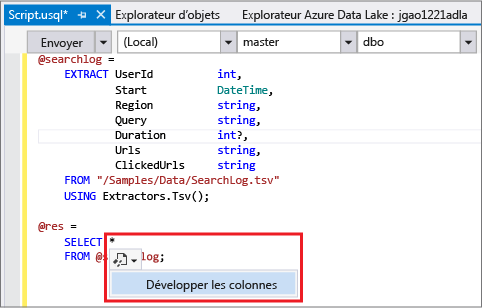 Script.usql* Explorateur d'objets Explorateur Azure Data Lake : jgao1221adla
Envoyer (Local) master dbo
@searchlog =
EXTRACT UserId int,
Start DateTime,
Region string,
Query string,
Duration int?,
Urls string,
ClickedUrls string
FROM "/Samples/Data/SearchLog.tsv"
USING Extractors.Tsv();
@res =
SELECT *
FROM @s log;
Développer les colonnes